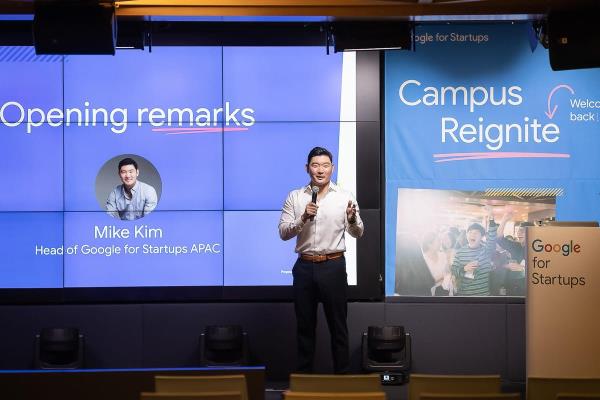 Opening remarks
Mike Kim
Head of Google for Startups APAC
Google for Startups
Campus
Reignite
Welco
back
Google
for
Startups